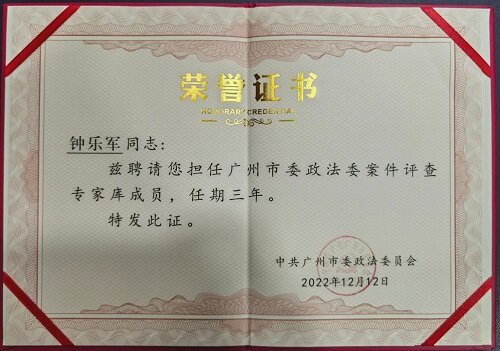 荣誉证书
HONORARY CREDENTIAL
钟乐军同志：
兹聘请您担任广州市委政法委案件评查
专家库成员，任期三年。
特发此证。
中共广州市委政法委员会
2022年12月12日